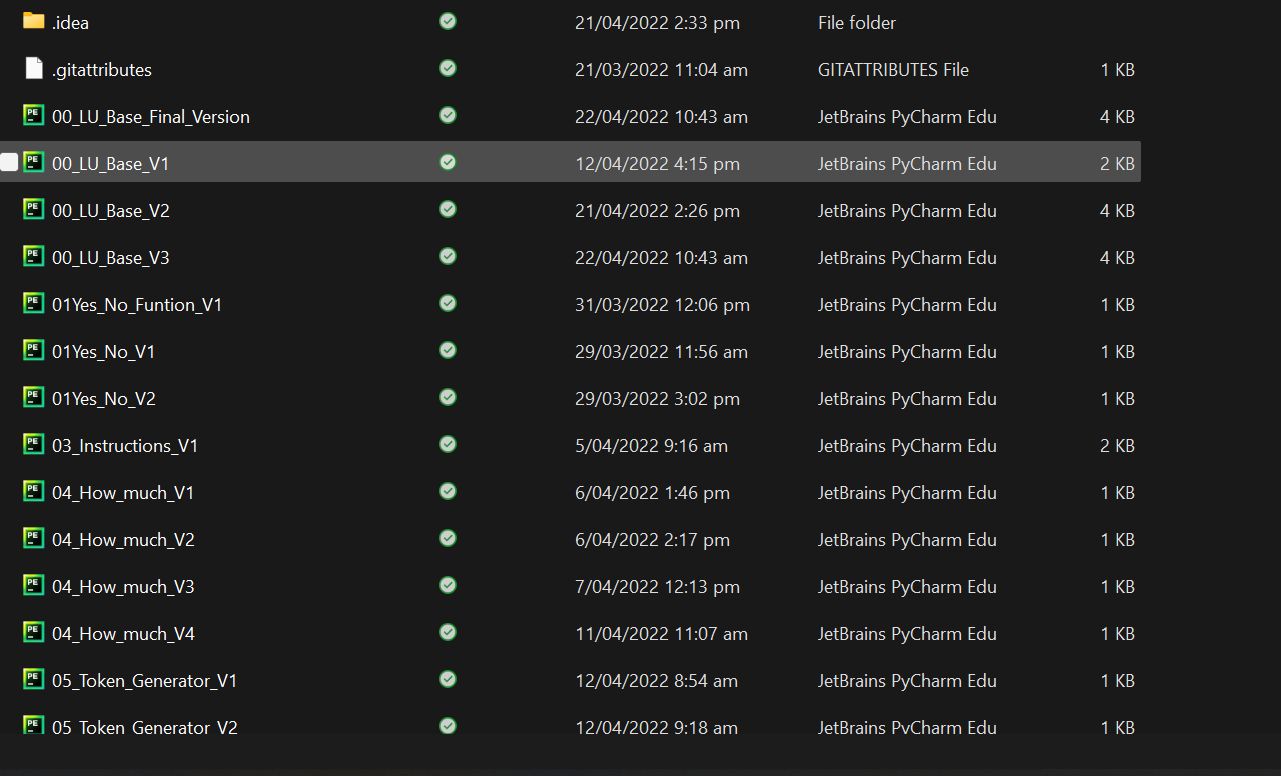 .idea 21/04/2022 2:33 pm File folder
.gitattributes 21/03/2022 11:04 am GITATTRIBUTES File 1 KB
00_LU_Base_Final_Version 22/04/2022 10:43 am JetBrains PyCharm Edu 4 KB
00_LU_Base_V1 12/04/2022 4:15 pm JetBrains PyCharm Edu 2 KB
00_LU_Base_V2 21/04/2022 2:26 pm JetBrains PyCharm Edu 4 KB
00_LU_Base_V3 22/04/2022 10:43 am JetBrains PyCharm Edu 4 KB
01Yes_No_Funtion_V1 31/03/2022 12:06 pm JetBrains PyCharm Edu 1 KB
01Yes_No_V1 29/03/2022 11:56 am JetBrains PyCharm Edu 1 KB
01Yes_No_V2 29/03/2022 3:02 pm JetBrains PyCharm Edu 1 KB
03_Instructions_V1 5/04/2022 9:16 am JetBrains PyCharm Edu 2 KB
04_How_much_V1 6/04/2022 1:46 pm JetBrains PyCharm Edu 1 KB
04_How_much_V2 6/04/2022 2:17 pm JetBrains PyCharm Edu 1 KB
04_How_much_V3 7/04/2022 12:13 pm JetBrains PyCharm Edu 1 KB
04_How_much_V4 11/04/2022 11:07 am JetBrains PyCharm Edu 1 KB
05_Token_Generator_V1 12/04/2022 8:54 am JetBrains PyCharm Edu 1 KB
05_Token_Generator_V2 12/04/2022 9:18 am JetBrains PyCharm Edu 1 KB